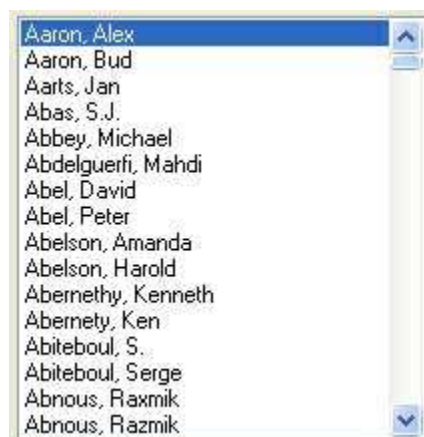 Aaron, Alex
Aaron, Bud
Aarts, Jan
Abas, S.J.
Abbey, Michael
Abdelguerfi, Mahdi
Abel, David
Abel, Peter
Abelson, Amanda
Abelson, Harold
Abernethy, Kenneth
Abernety, Ken
Abiteboul, S.
Abiteboul, Serge
Abnous, Raxmik
Abnous, Razmik